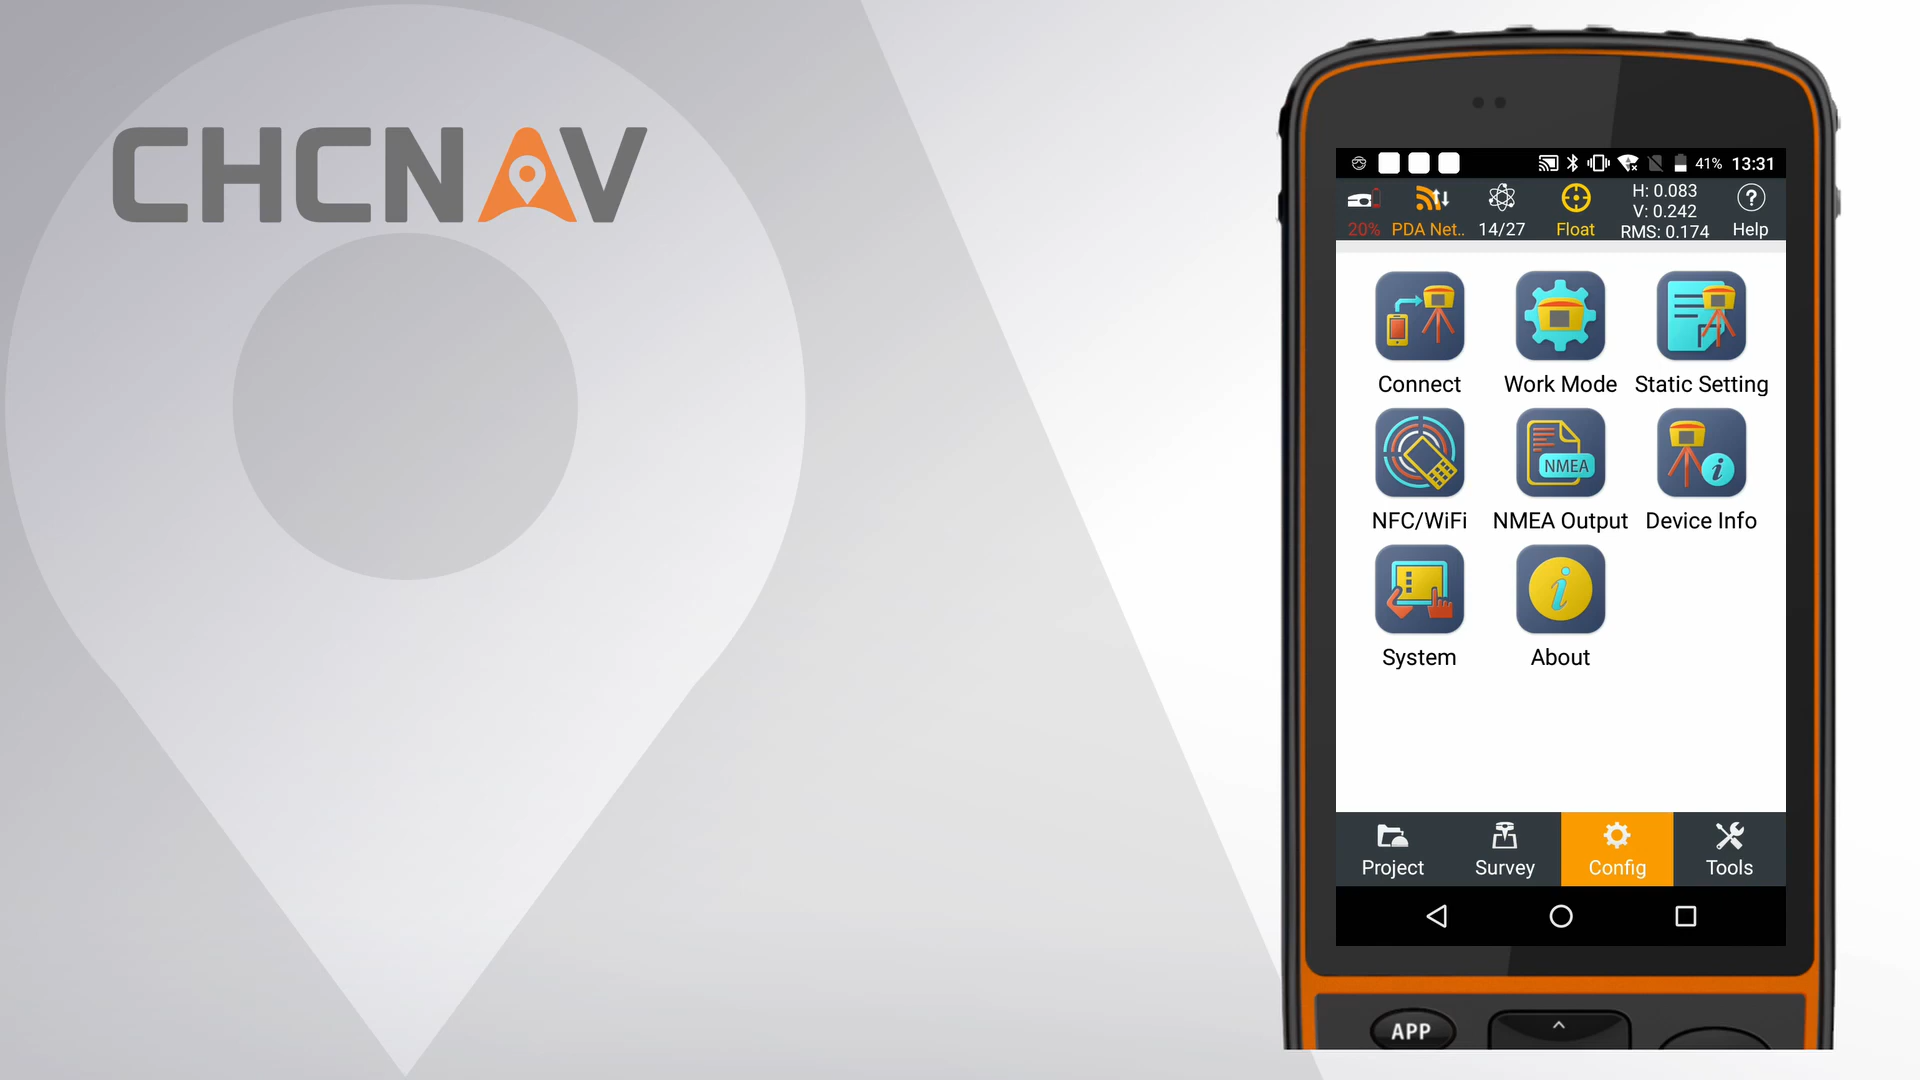 CHCNAV
41% 13:31
20% PDA Net.. 14/27 Float H: 0.083
V: 0.242
RMS: 0.174 Help
Connect Work Mode Static Setting
NMEA
NFC/WiFi NMEA Output Device Info
System About
Project Survey Config Tools
APP